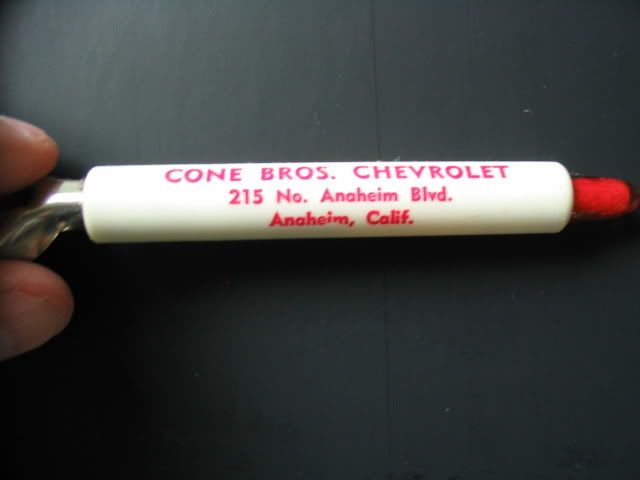 CONE BROS. CHEVROLET
215 No. Anaheim Blvd.
Anaheim, Calif.